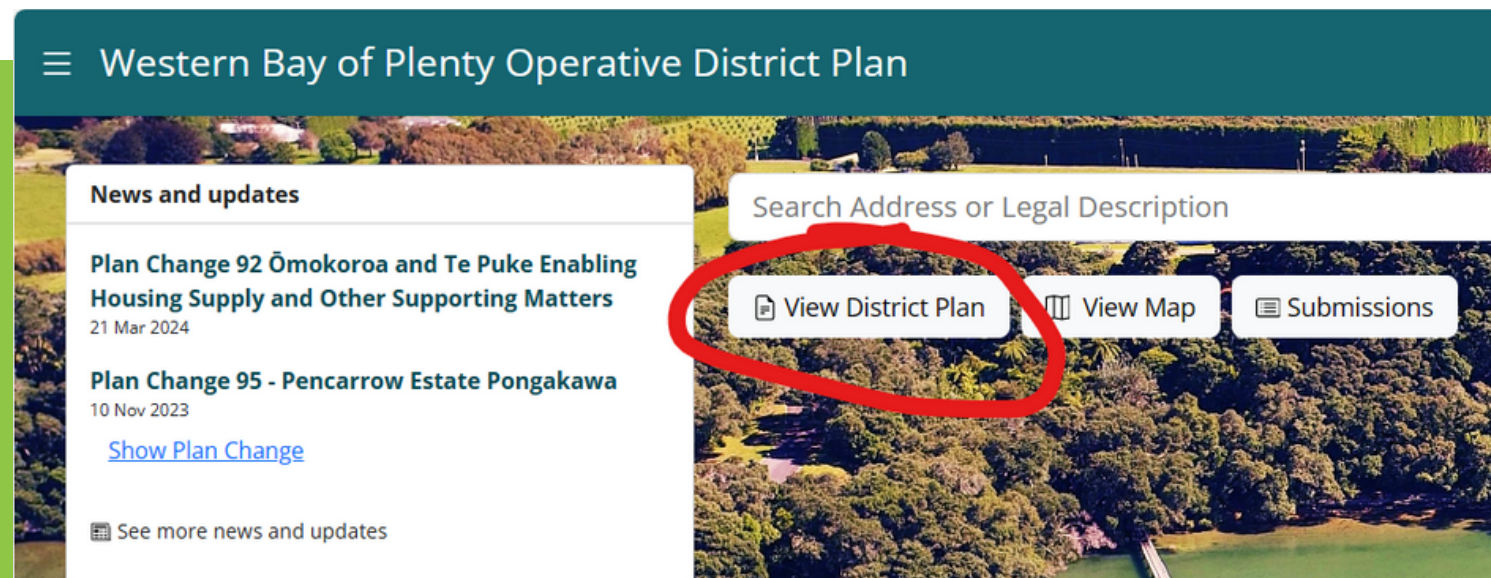 Western Bay of Plenty Operative District Plan
News and updates
Plan Change 92 Ōmokoroa and Te Puke Enabling
Housing Supply and Other Supporting Matters
21 Mar 2024
Plan Change 95 - Pencarrow Estate Pongakawa
10 Nov 2023
Show Plan Change
See more news and updates
Search Address or Legal Description
View District Plan
View Map
Submissions